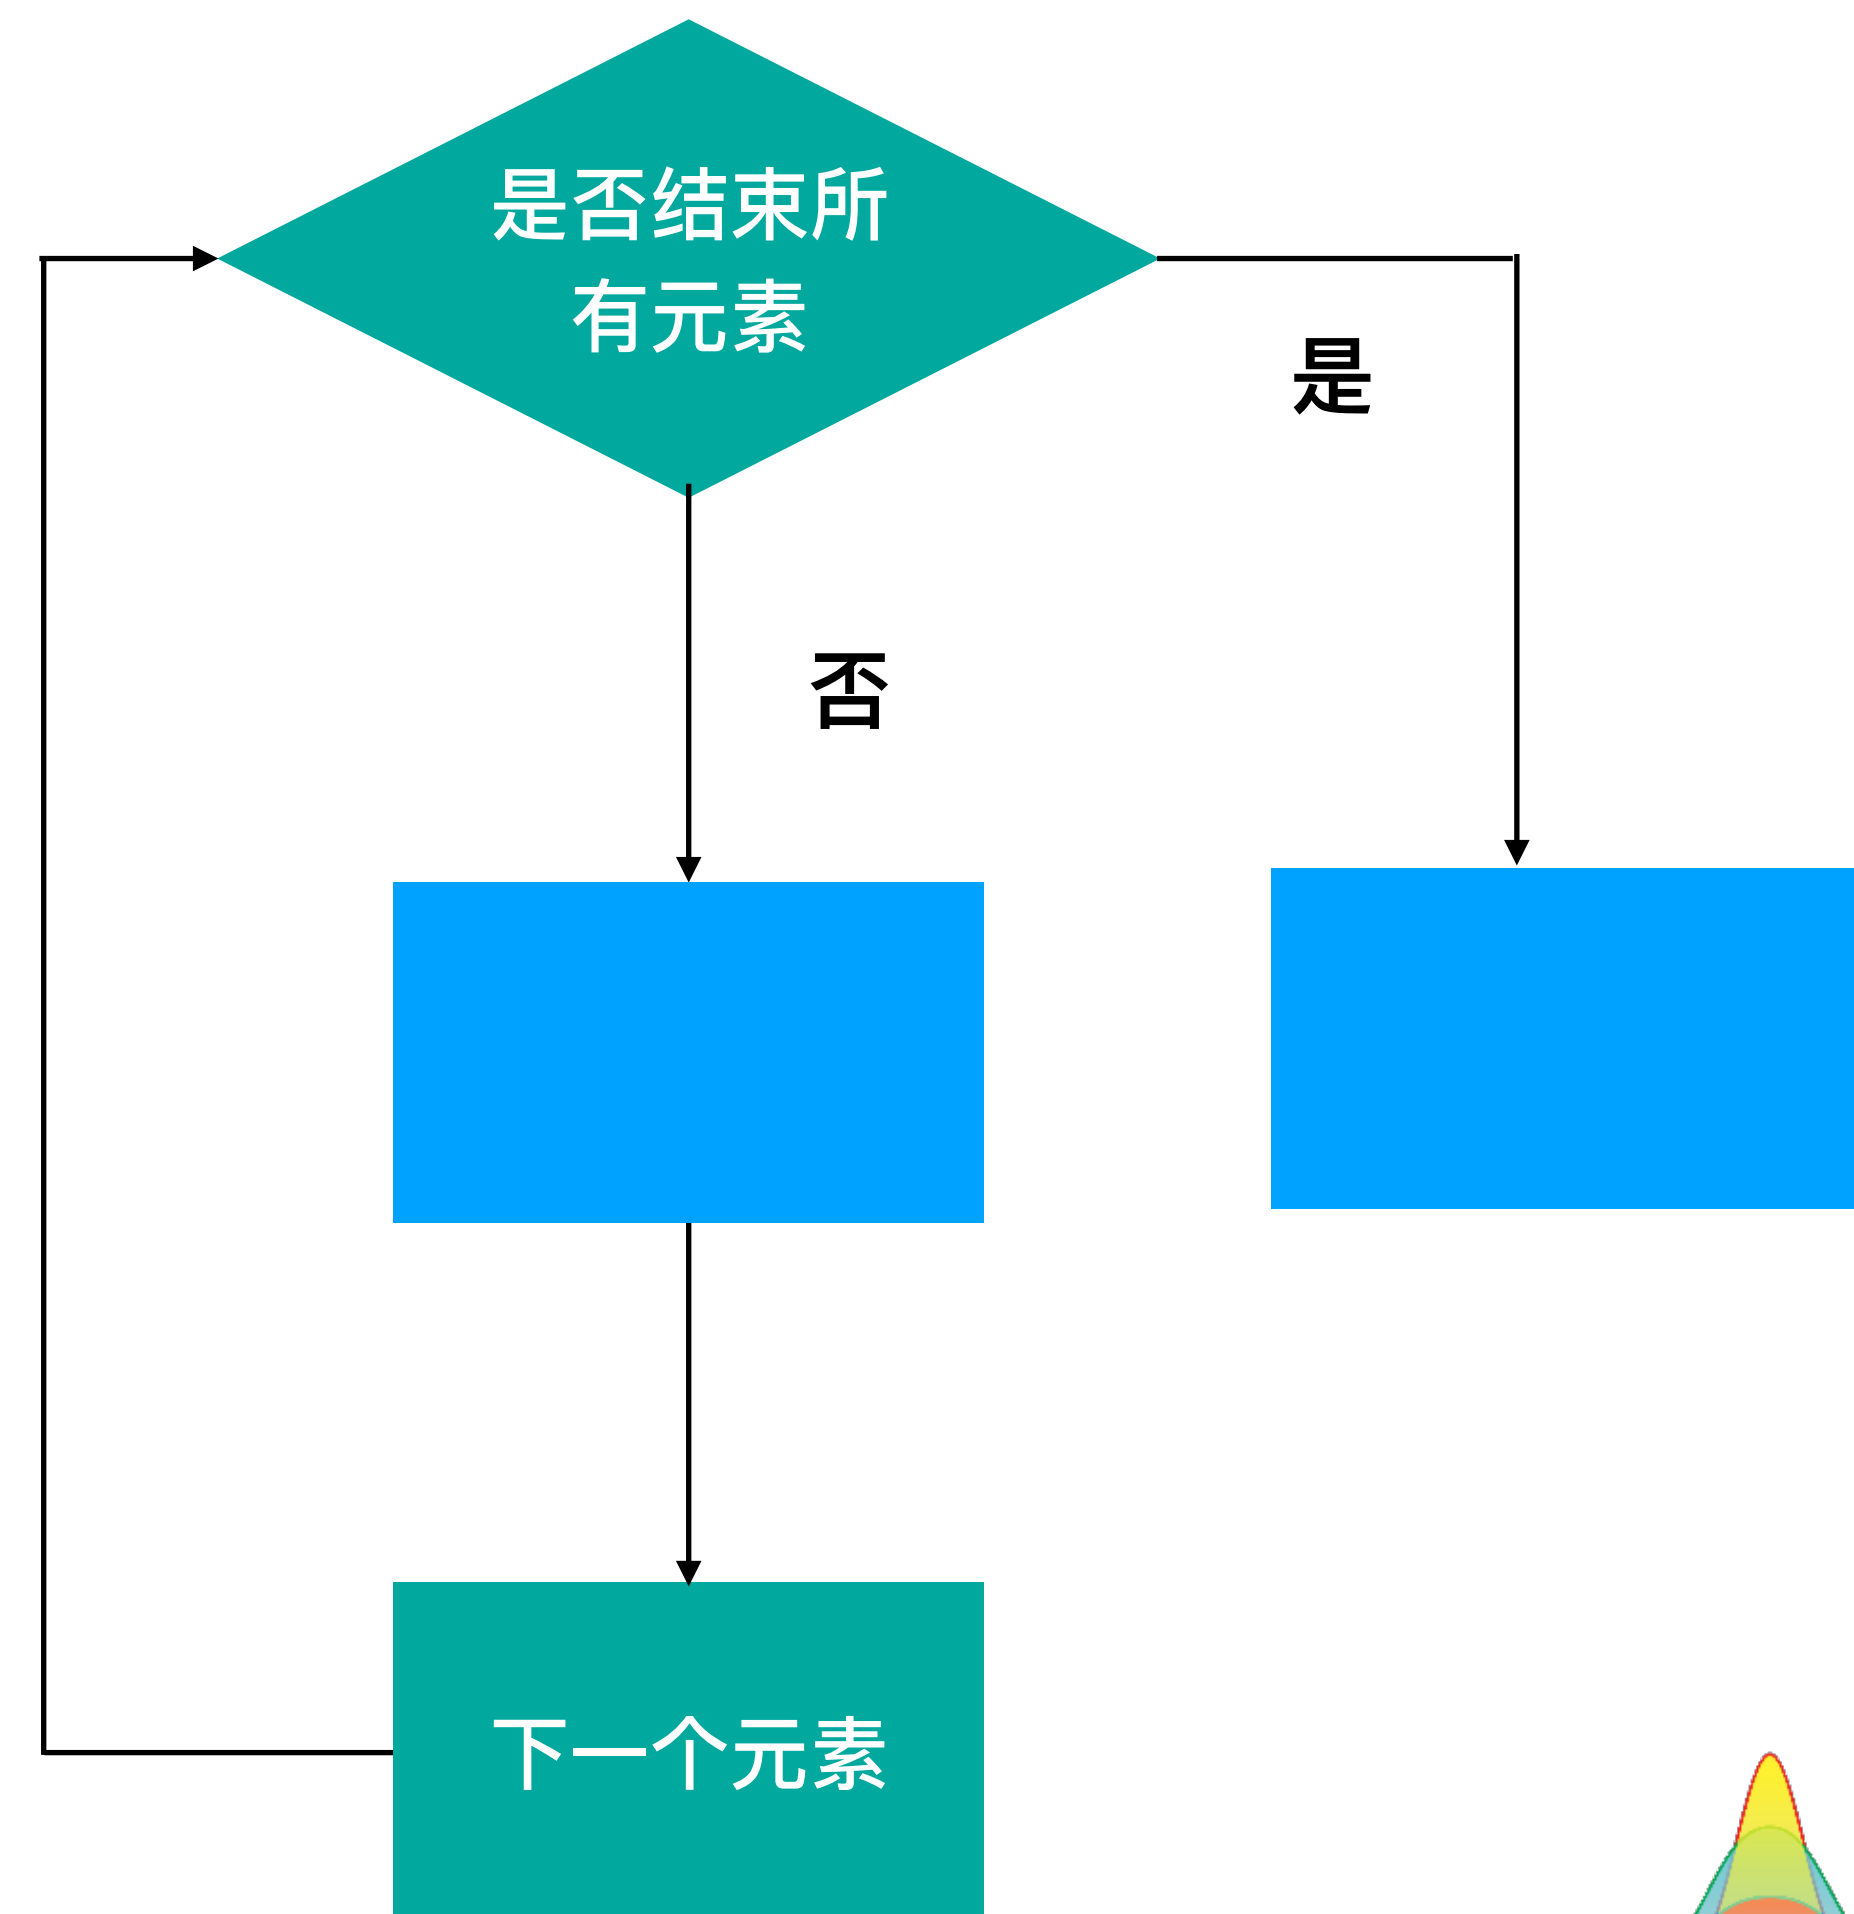 是否结束所
有元素
是
否
下一个元素